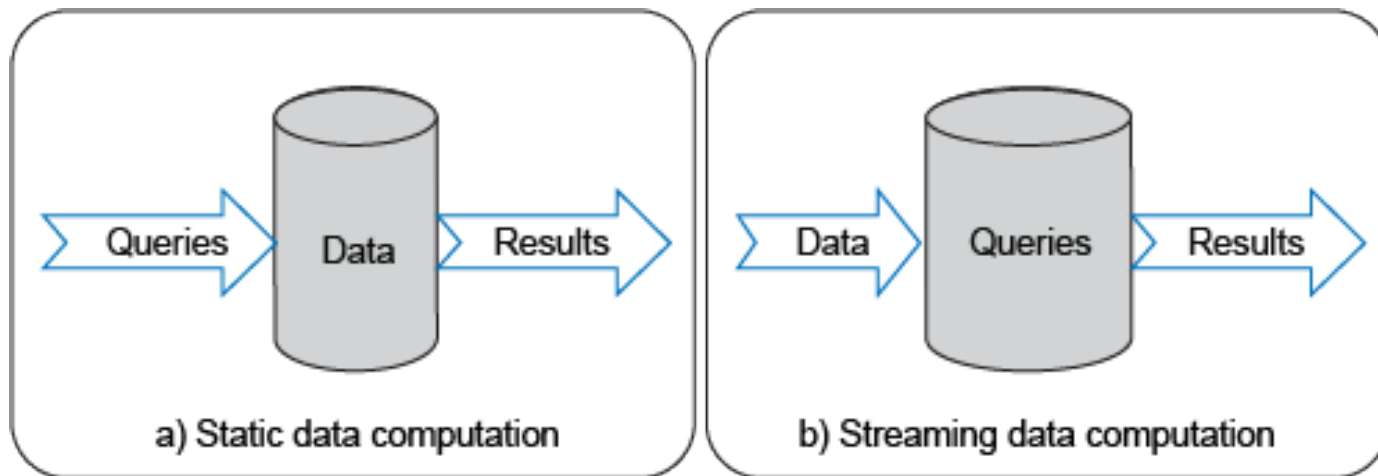 Queries
Data
Results
a) Static data computation
Data
Queries
Results
b) Streaming data computation